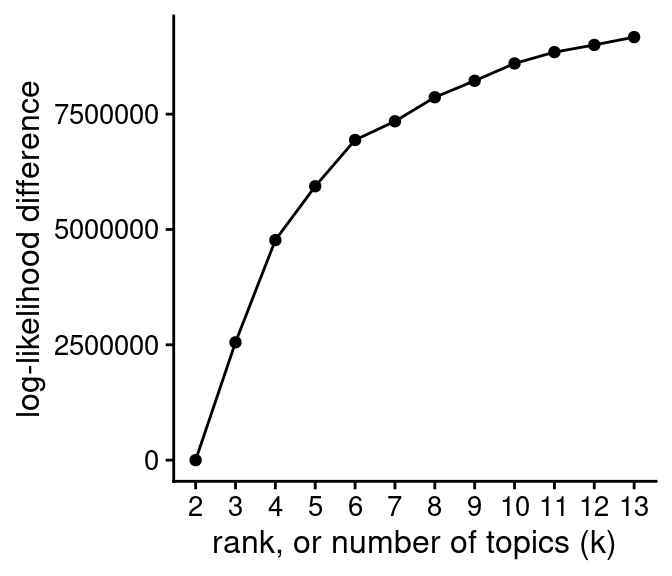 log-likelihood difference
7500000
5000000
2500000
0
2 3 4 5 6 7 8 9 10 11 12 13
rank, or number of topics (k)